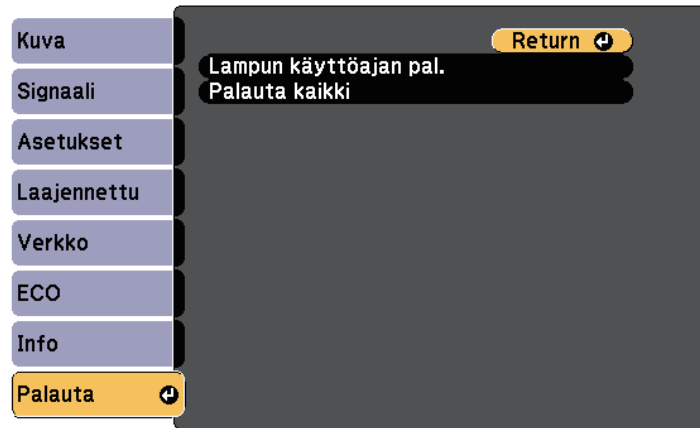 Kuva
Signaali
Asetukset
Laajennettu
Verkko
ECO
Info
Palauta
Return
Lampun käyttöajan pal.
Palauta kaikki